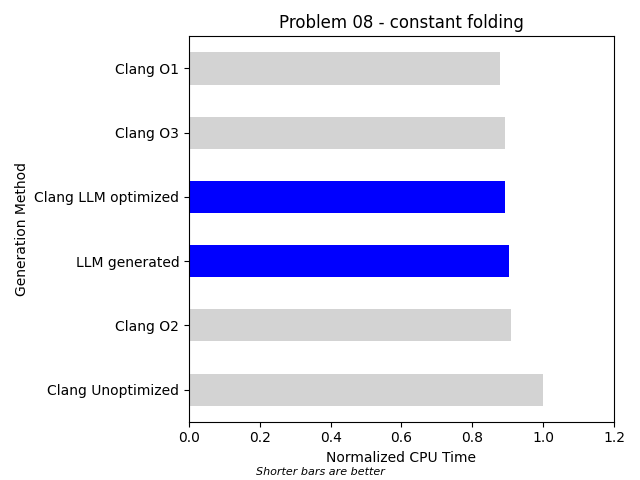 Problem 08 - constant folding
Generation Method
Clang O1
Clang O3
Clang LLM optimized
LLM generated
Clang O2
Clang Unoptimized
0.0 0.2 0.4 0.6 0.8 1.0 1.2
Normalized CPU Time
Shorter bars are better